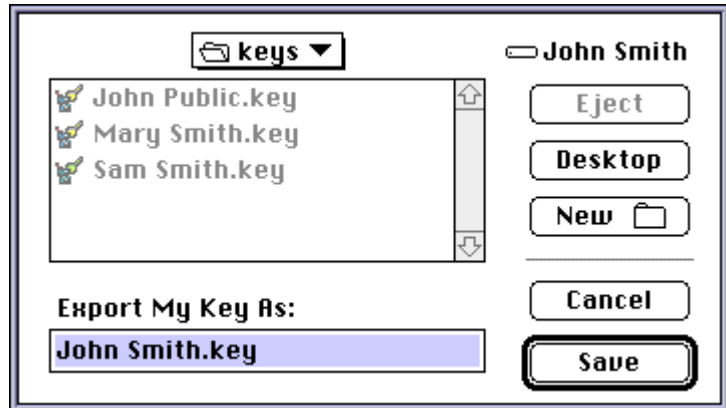 keys
John Smith
John Public.key
Mary Smith.key
Sam Smith.key
Eject
Desktop
New
Export My Key As:
John Smith.key
Cancel
Save